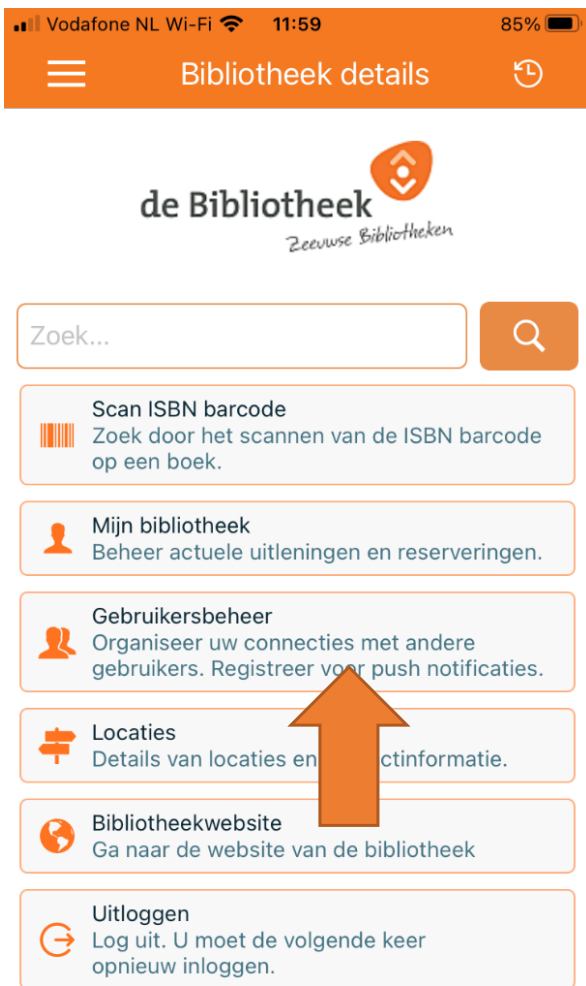 Vodafone NL Wi-Fi 11:59 85%
Bibliotheek details
de Bibliotheek
Zeeuwse Bibliotheken
Zoek...
Scan ISBN barcode
Zoek door het scannen van de ISBN barcode
op een boek.
Mijn bibliotheek
Beheer actuele uitleningen en reserveringen.
Gebruikersbeheer
Organiseer uw connecties met andere
gebruikers. Registreer voor push notificaties.
Locaties
Details van locaties en ctinformatie.
Bibliotheekwebsite
Ga naar de website van de bibliotheek
Uitloggen
Log uit. U moet de volgende keer
opnieuw inloggen.